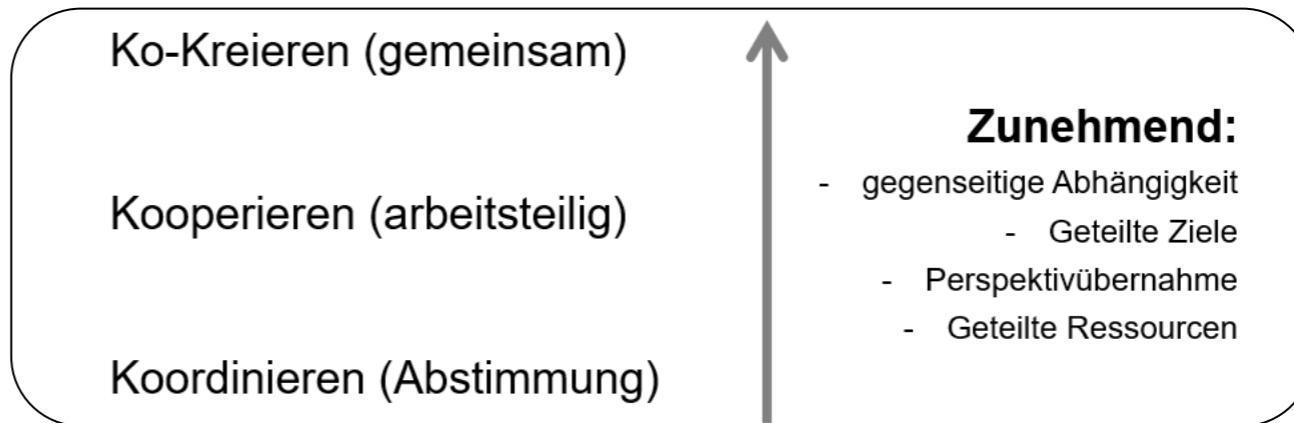 Ko-Kreieren (gemeinsam)
Kooperieren (arbeitsteilig)
Koordinieren (Abstimmung)
Zunehmend:
- gegenseitige Abhängigkeit
- Geteilte Ziele
- Perspektivübernahme
- Geteilte Ressourcen